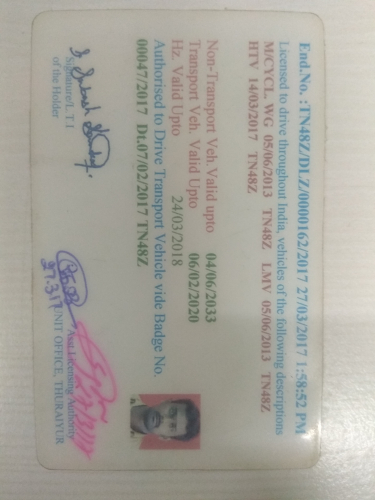 End.No. :TN48Z/DLZ/0000162/2017 27/03/2017 1:58:52 PM
Licensed to drive throughout India, vehicles of the following descriptions
M/CYCL. WG 05/06/2013 TN48Z LMV 05/06/2013 TN48Z
HTV 14/03/2017 TN48Z
Non-Transport Veh. Valid upto 04/06/2033
Transport Veh. Valid Upto 06/02/2020
Hz. Valid Upto 24/03/2018
Authorised to Drive Transport Vehicle vide Badge No.
00047/2017 Dt.07/02/2017 TN48Z
Signature/L.T.I
of the Holder
Licensing Authority
UNIT OFFICE, THURAIYUR